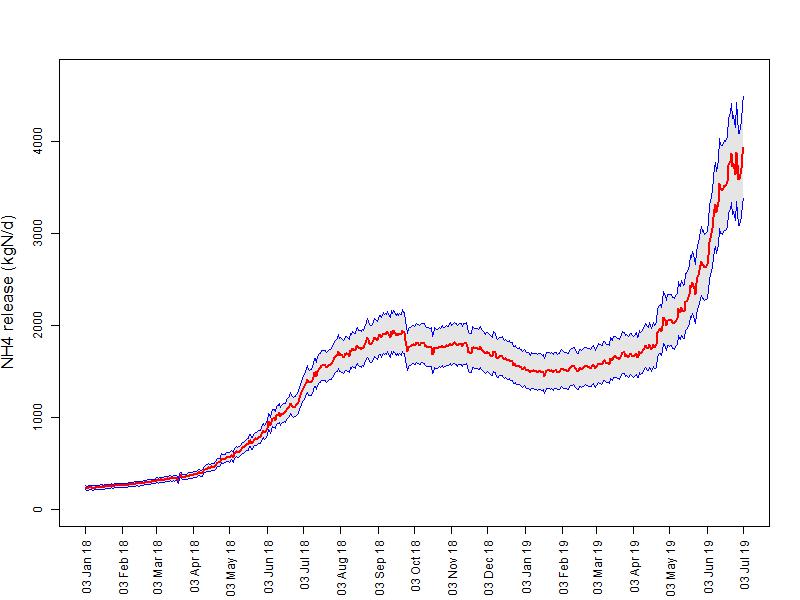 NH4 release (kgN/d)
4000
3000
2000
1000
0
03 Jan 18
03 Feb 18
03 Mar 18
03 Apr 18
03 May 18
03 Jun 18
03 Jul 18
03 Aug 18
03 Sep 18
03 Oct 18
03 Nov 18
03 Dec 18
03 Jan 19
03 Feb 19
03 Mar 19
03 Apr 19
03 May 19
03 Jun 19
03 Jul 19